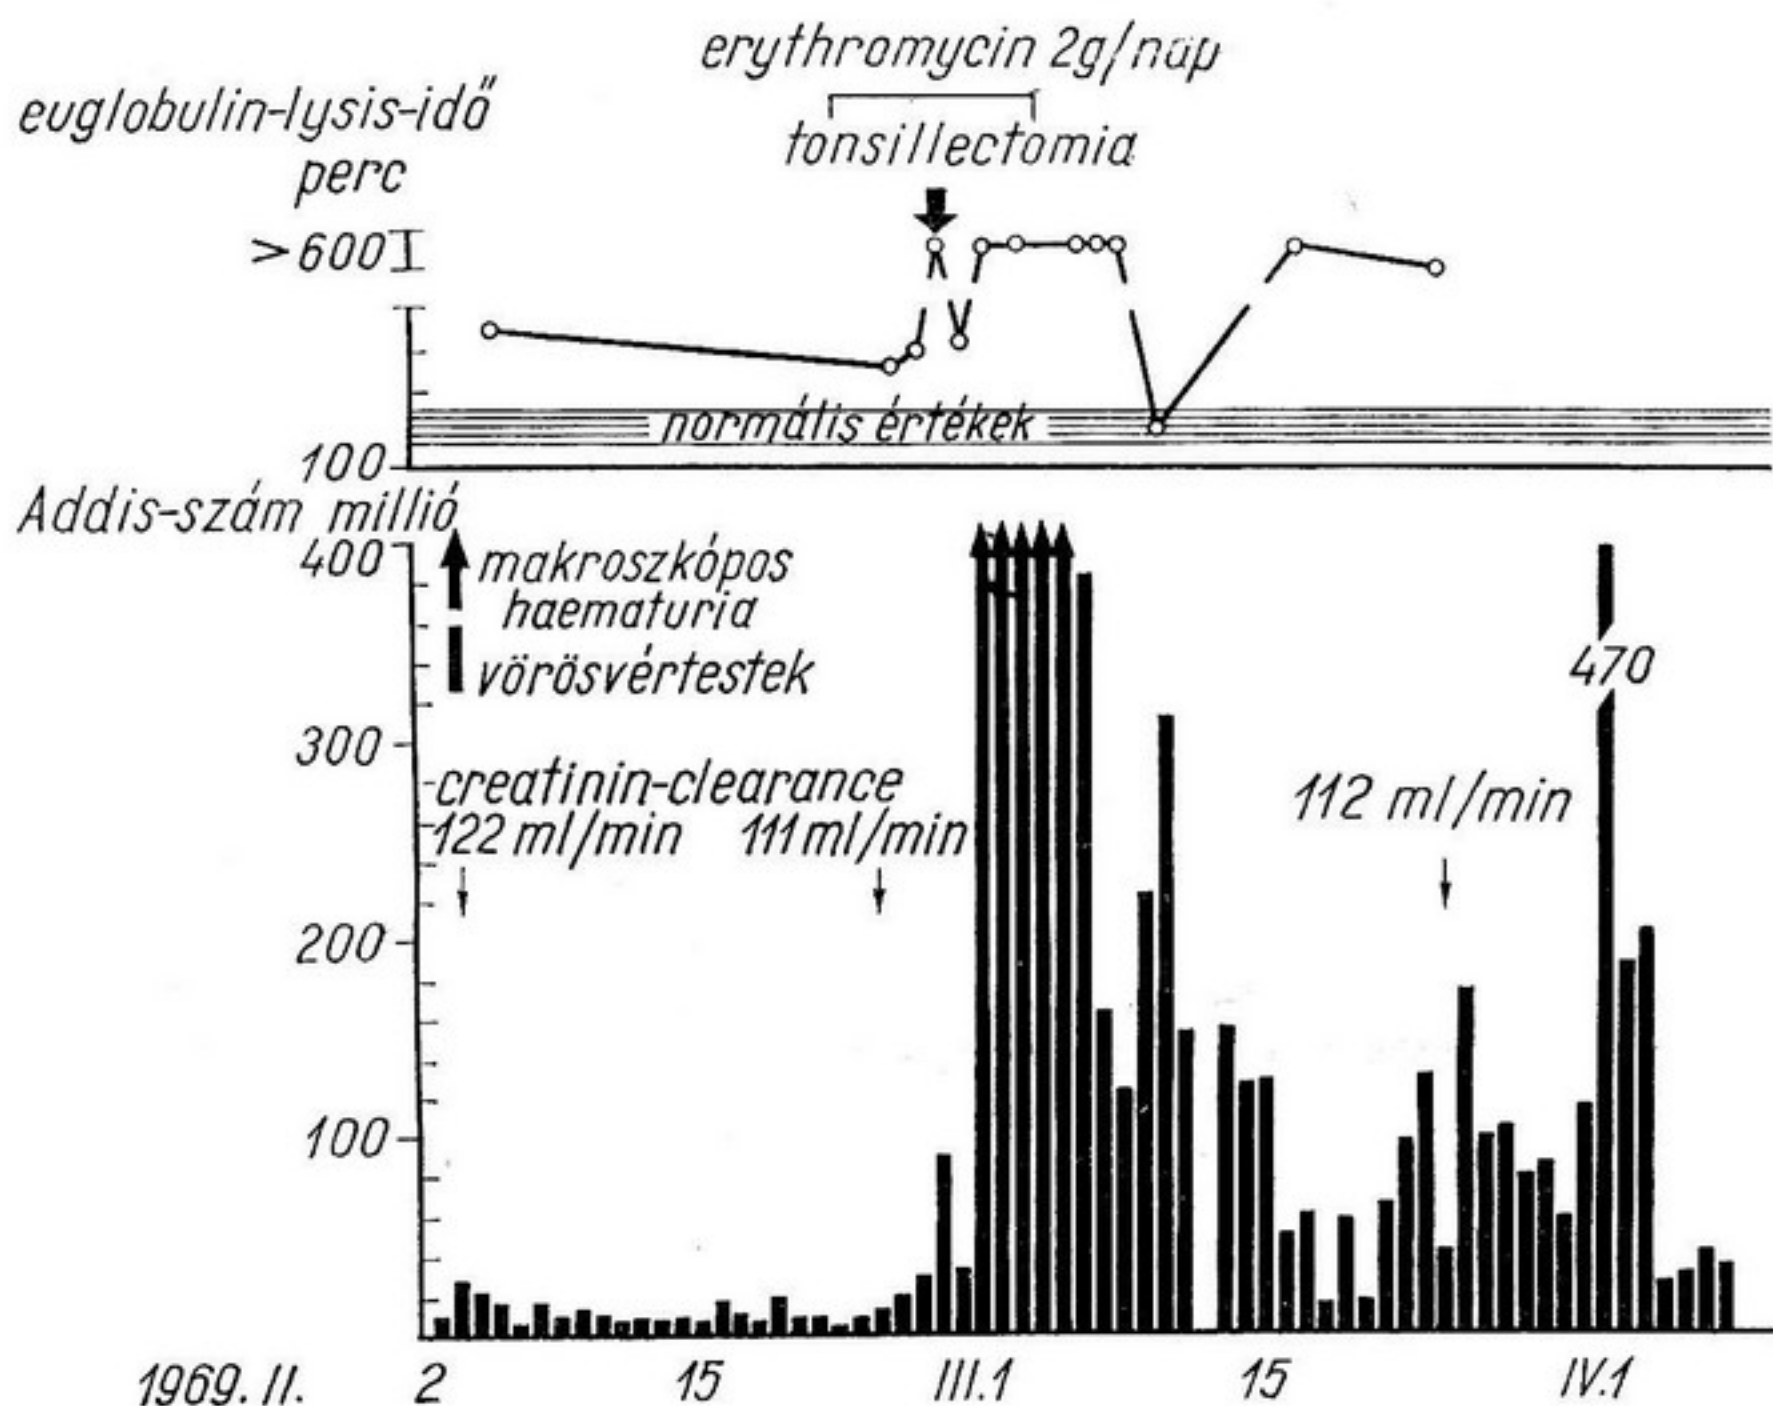 erythromycin 2g/nap
euglobulin-lysis-idő
perc
tonsillectomia
>600
normális értékek
100
Addis-szám millió
400
makroszkópos
haematuria
vörösvértestek
470
300
creatinin-clearance
122 ml/min
111 ml/min
112 ml/min
200
100
1969. II. 2 15 III.1 15 IV.1